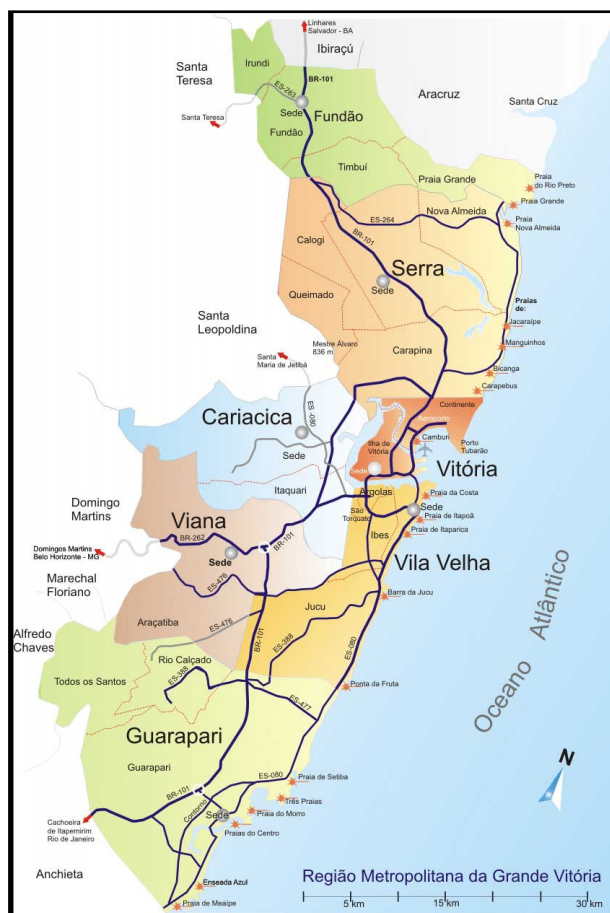 Linhares
Salvador - BA
Ibiraçú
Santa
Teresa
Irundi
BR-101
ES-263
Aracruz
Santa Cruz
Sede
Fundão
Fundão
Santa Teresa
Timbuí
Praia Grande
Praia
do Rio Preto
Nova Almeida
Praia Grande
Praia
Nova Almeida
ES-264
BR-101
Calogi
Serra
Sede
Queimado
Praias
de:
Santa
Leopoldina
Jacaraípe
Mestre Álvaro
836 m
Manguinhos
Carapina
Santa
Maria de Jetibá
Bicanga
Carapebus
ES -080
Cariacica
Sede
Continente
Aeroporto
Ilha de
Vitória
Camburi
Porto
Tubarão
Sede
Vitória
Itaquari
Argolas
Praia da Costa
São
Torquato
Sede
Domingo
Martins
Viana
Praia de Itapoã
Ibes
Praia de Itaparica
BR-262
BR-101
Domingos Martins
Belo Horizonte - MG
Sede
Vila Velha
Marechal
Floriano
ES-476
Barra da Jucu
Jucu
Araçatiba
ES-476
BR-101
ES-388
ES-060
Alfredo
Chaves
Rio Calçado
Todos os Santos
ES-388
Ponta da Fruta
ES-477
Oceano Atlântico
Guarapari
Guarapari
ES-060
N
BR-101
Praia de Setiba
Contorno
Três Praias
Praia do Morro
Sede
Praias do Centro
Cachoeira
de Itapemirim
Rio de Janeiro
Anchieta
Enseada Azul
Região Metropolitana da Grande Vitória
Praia de Meaípe
5 km
15 km
30 km